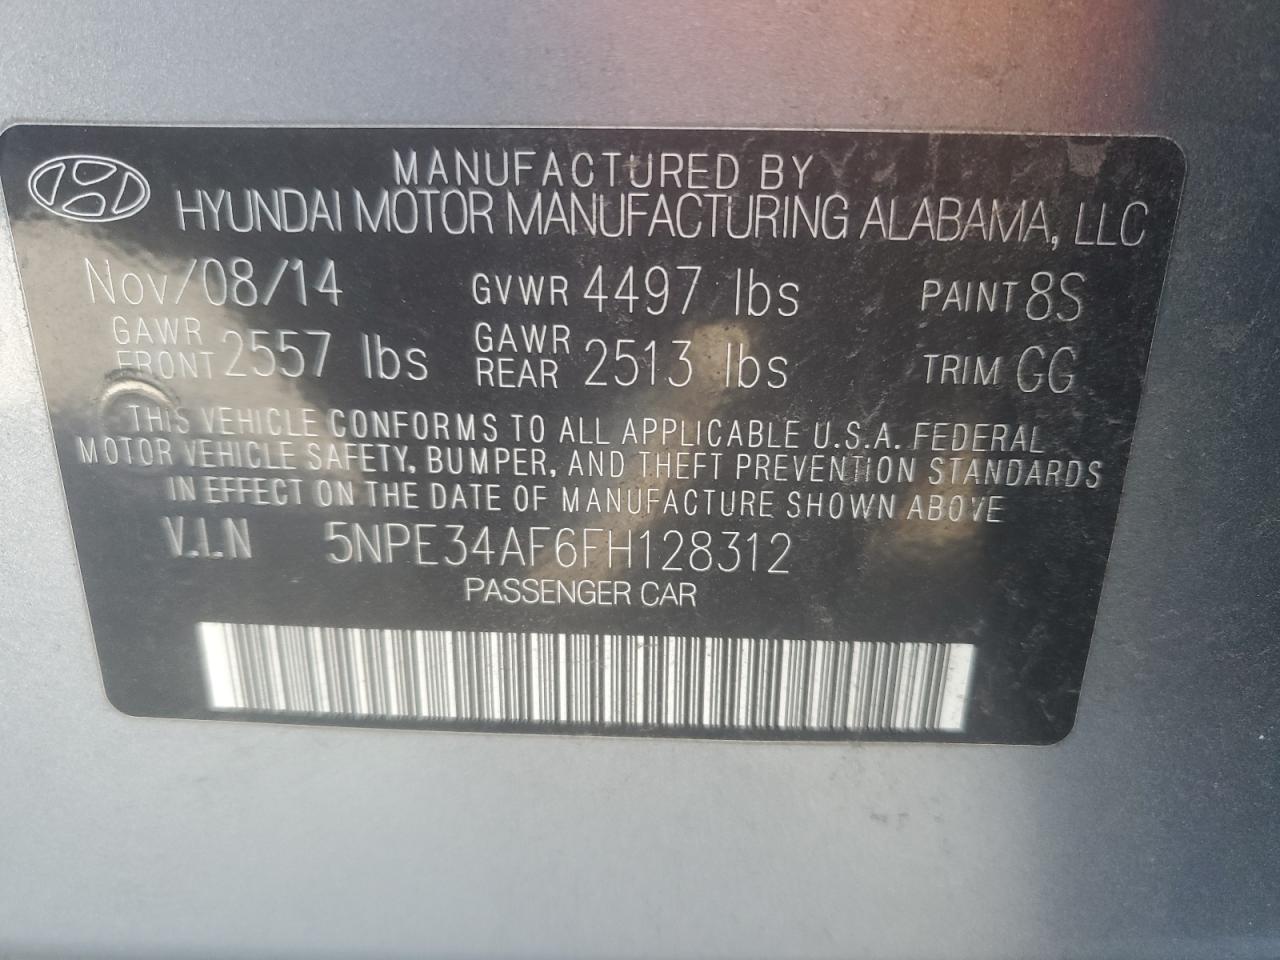 MANUFACTURED BY
HYUNDAI MOTOR MANUFACTURING ALABAMA, LLC
Nov/08/14 GVWR 4497 lbs PAINT 8S
GAWR FRONT 2557 lbs GAWR REAR 2513 lbs TRIM GG
THIS VEHICLE CONFORMS TO ALL APPLICABLE U.S.A. FEDERAL
MOTOR VEHICLE SAFETY, BUMPER, AND THEFT PREVENTION STANDARDS
IN EFFECT ON THE DATE OF MANUFACTURE SHOWN ABOVE
V.I.N 5NPE34AF6FH128312
PASSENGER CAR